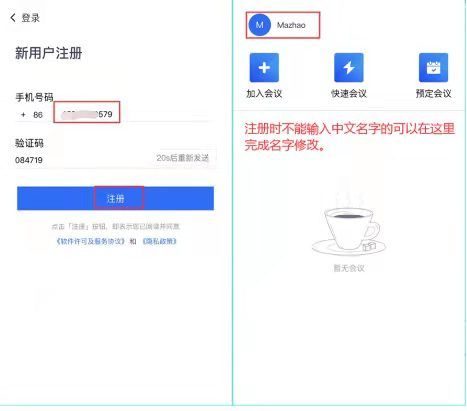 登录
新用户注册
手机号码
+ 86 579
验证码
084719 20s后重新发送
注册
点击「注册」按钮，即表示您已阅读并同意
《软件许可及服务协议》 和 《隐私政策》
M Mazhao
加入会议 快速会议 预定会议
注册时不能输入中文名字的可以在这里
完成名字修改。
暂无会议